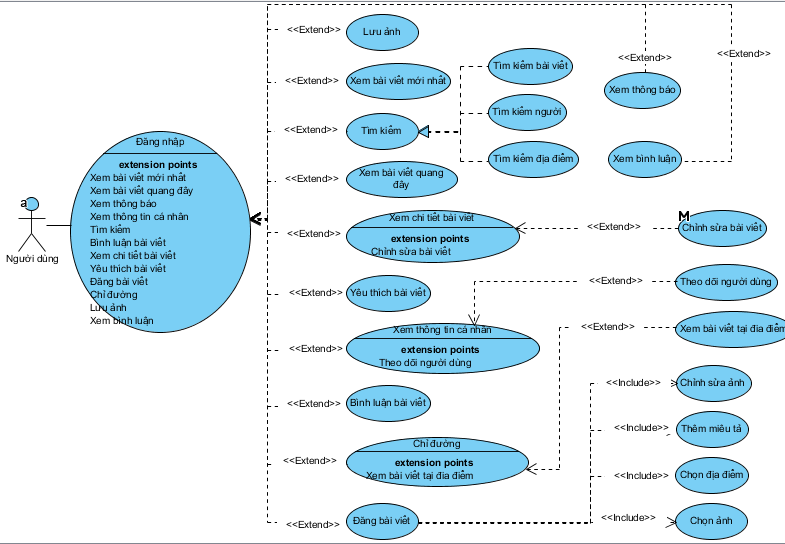 a
Người dùng
Đăng nhập
extension points
Xem bài viết mới nhất
Xem bài viết quang đây
Xem thông báo
Xem thông tin cá nhân
Tìm kiếm
Bình luận bài viết
Xem chi tiết bài viết
Yêu thích bài viết
Đăng bài viết
Chỉ đường
Lưu ảnh
Xem bình luận
<<Extend>>
Lưu ảnh
<<Extend>>
Xem bài viết mới nhất
<<Extend>>
Tìm kiếm
Tìm kiếm bài viết
Tìm kiếm người
Tìm kiếm địa điểm
<<Extend>>
Xem thông báo
<<Extend>>
Xem bình luận
<<Extend>>
Xem bài viết quang
đây
<<Extend>>
Xem chi tiết bài viết
extension points
Chỉnh sửa bài viết
<<Extend>>
M
Chỉnh sửa bài viết
<<Extend>>
Yêu thích bài viết
<<Extend>>
Theo dõi người dùng
<<Extend>>
Xem thông tin cá nhân
extension points
Theo dõi người dùng
<<Extend>>
Xem bài viết tại đia điểm
<<Extend>>
Bình luận bài viết
<<Extend>>
Chỉ đường
extension points
Xem bài viết tại đia điểm
<<Extend>>
Đăng bài viết
<<Include>>
Chỉnh sửa ảnh
<<Include>>
Thêm miêu tả
<<Include>>
Chọn địa điểm
<<Include>>
Chọn ảnh